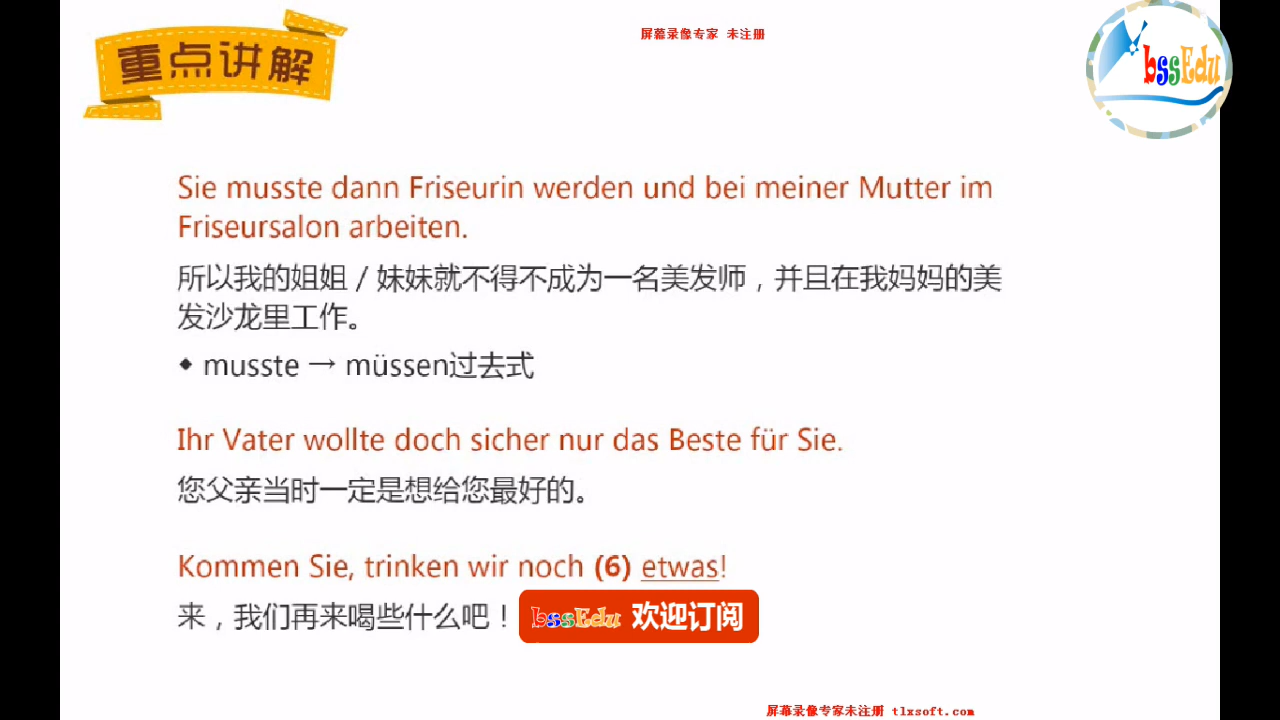 屏幕录像专家 未注册
重点讲解
bssEdu
Sie musste dann Friseurin werden und bei meiner Mutter im
Friseursalon arbeiten.
所以我的姐姐 / 妹妹就不得不成为一名美发师，并且在我妈妈的美
发沙龙里工作。
◆ musste → müssen过去式
Ihr Vater wollte doch sicher nur das Beste für Sie.
您父亲当时一定是想给您最好的。
Kommen Sie, trinken wir noch (6) etwas!
来，我们再来喝些什么吧！
bssEdu 欢迎订阅
屏幕录像专家未注册 tlxsoft.com